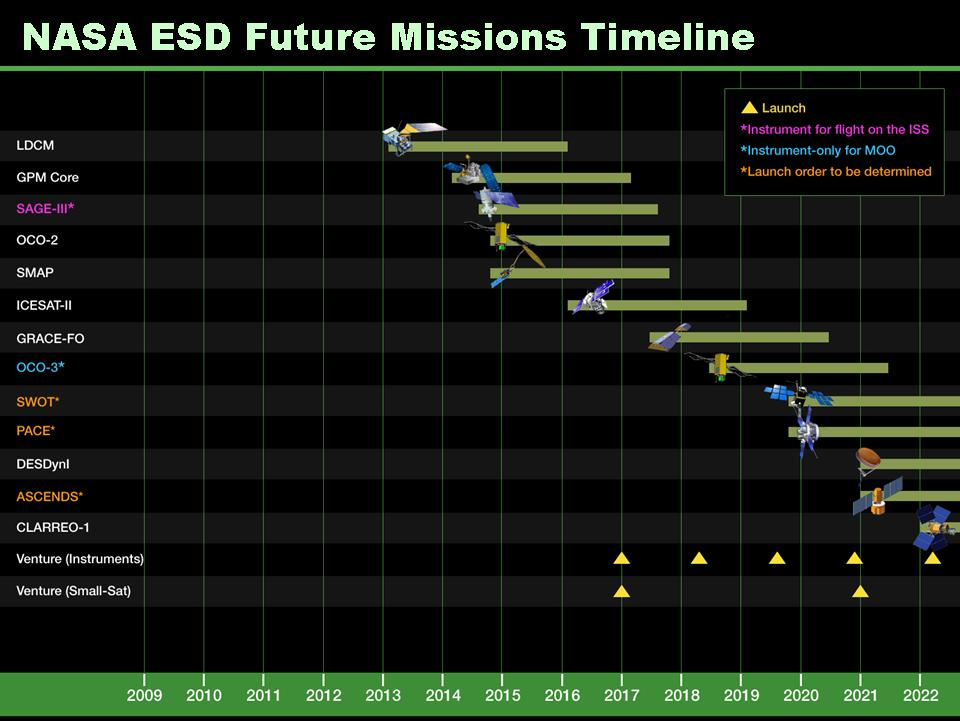 NASA ESD Future Missions Timeline
Launch
*Instrument for flight on the ISS
*Instrument-only for MOO
*Launch order to be determined
LDCM
GPM Core
SAGE-III*
OCO-2
SMAP
ICESAT-II
GRACE-FO
OCO-3*
SWOT*
PACE*
DESDynI
ASCENDS*
CLARREO-1
Venture (Instruments)
Venture (Small-Sat)
2009 2010 2011 2012 2013 2014 2015 2016 2017 2018 2019 2020 2021 2022